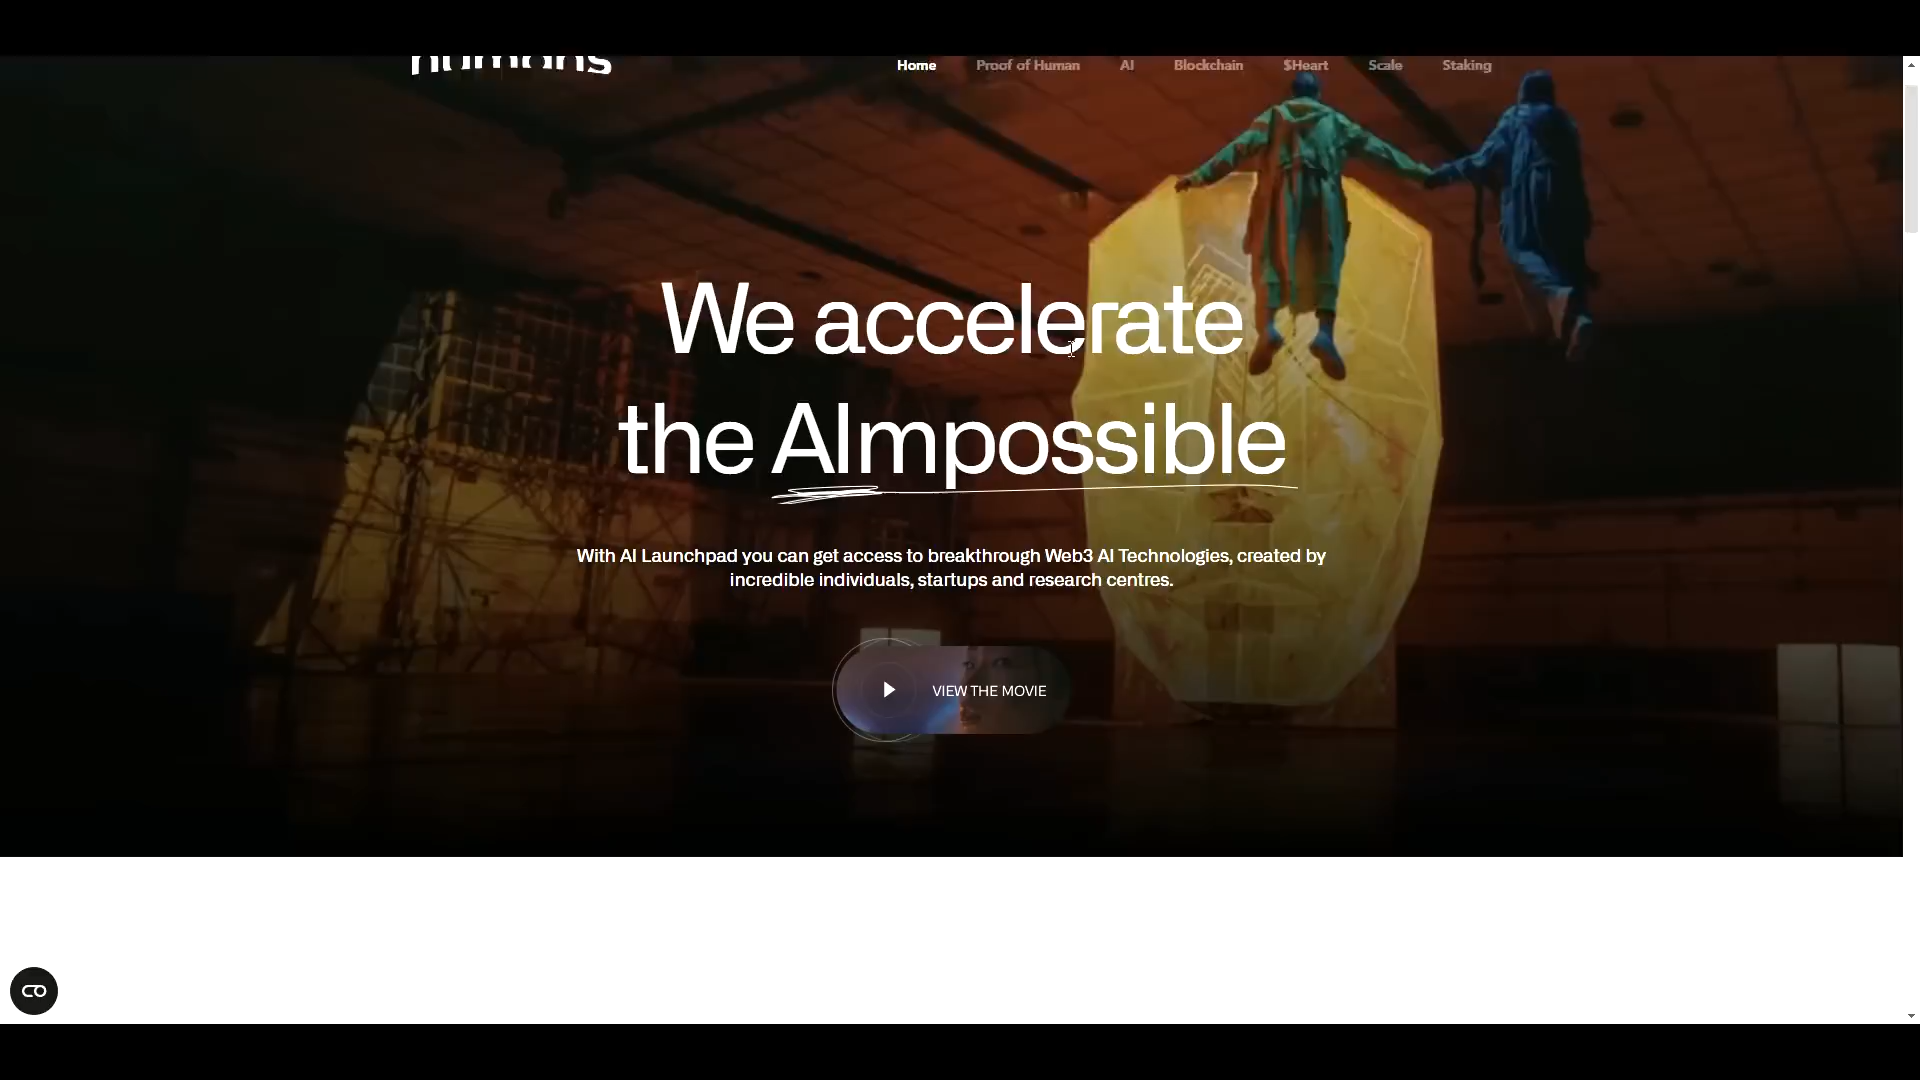 humans
Home Proof of Human AI Blockchain $Heart Scale Staking
We accelerate
the AImpossible
With AI Launchpad you can get access to breakthrough Web3 AI Technologies, created by
incredible individuals, startups and research centres.
VIEW THE MOVIE